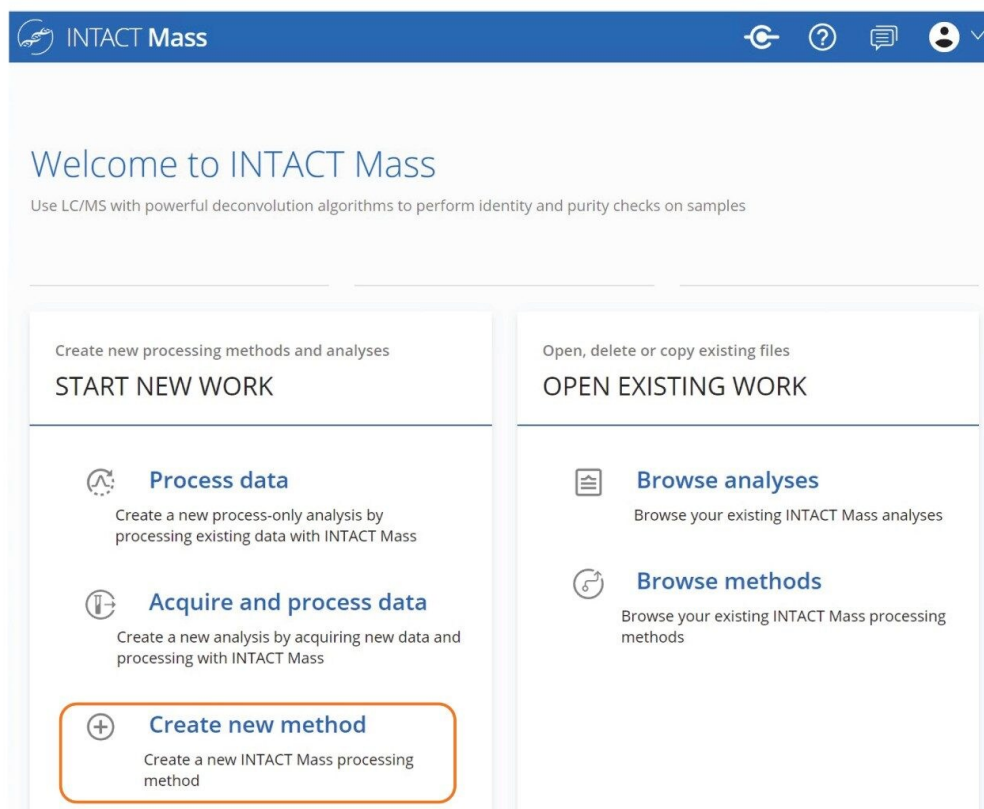 INTACT Mass
Welcome to INTACT Mass
Use LC/MS with powerful deconvolution algorithms to perform identity and purity checks on samples
Create new processing methods and analyses
START NEW WORK
Process data
Create a new process-only analysis by
processing existing data with INTACT Mass
Acquire and process data
Create a new analysis by acquiring new data and
processing with INTACT Mass
Create new method
Create a new INTACT Mass processing
method
Open, delete or copy existing files
OPEN EXISTING WORK
Browse analyses
Browse your existing INTACT Mass analyses
Browse methods
Browse your existing INTACT Mass processing
methods